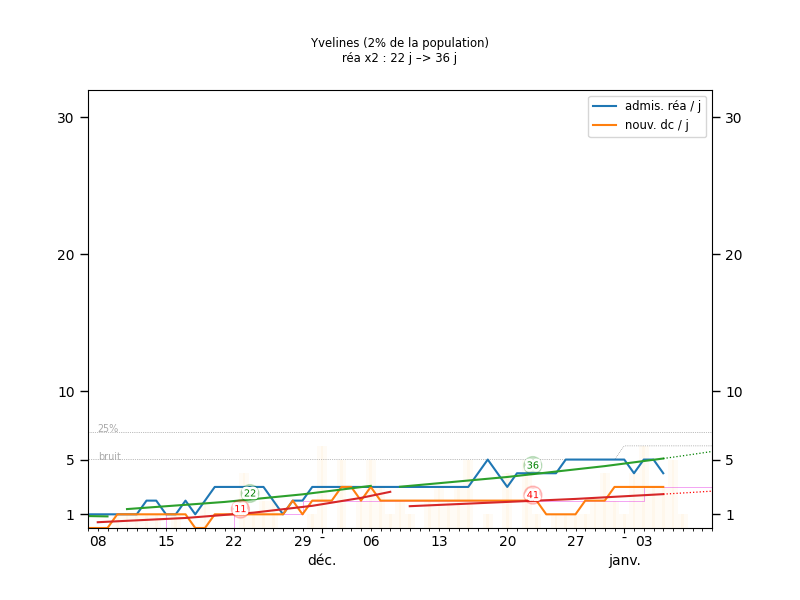 Yvelines (2% de la population)
réa x2 : 22 j –> 36 j
admis. réa / j
nouv. dc / j
30 30
20 20
10 10
25%
bruit
5 5
36
22
41
11
1 1
08 15 22 29 - 06 13 20 27 - 03
déc. janv.